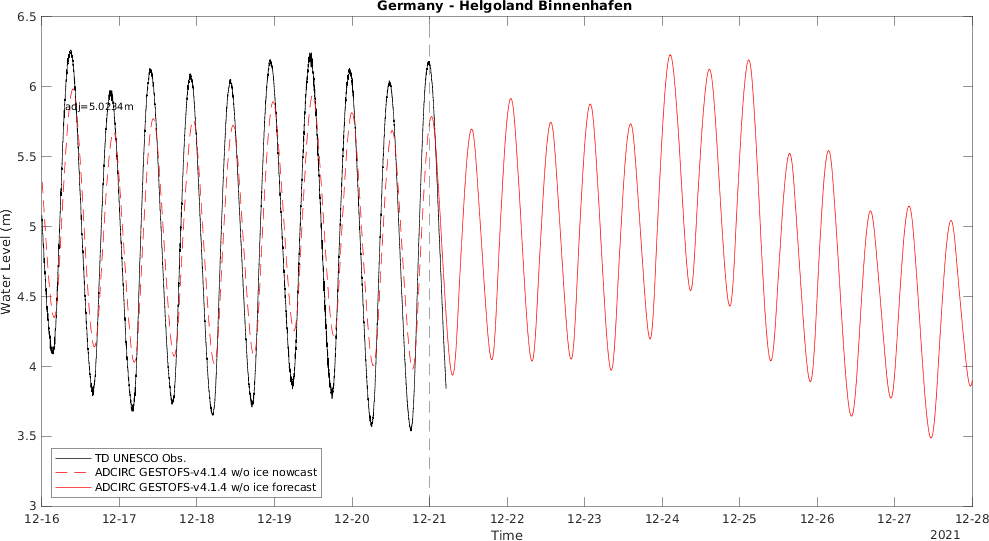 Germany - Helgoland Binnenhafen
6.5
6
5.5
5
4.5
4
3.5
3
Water Level (m)
adj=5.0234m
TD UNESCO Obs.
ADCIRC GESTOFS-v4.1.4 w/o ice nowcast
ADCIRC GESTOFS-v4.1.4 w/o ice forecast
12-16 12-17 12-18 12-19 12-20 12-21 12-22 12-23 12-24 12-25 12-26 12-27 12-28
Time
2021